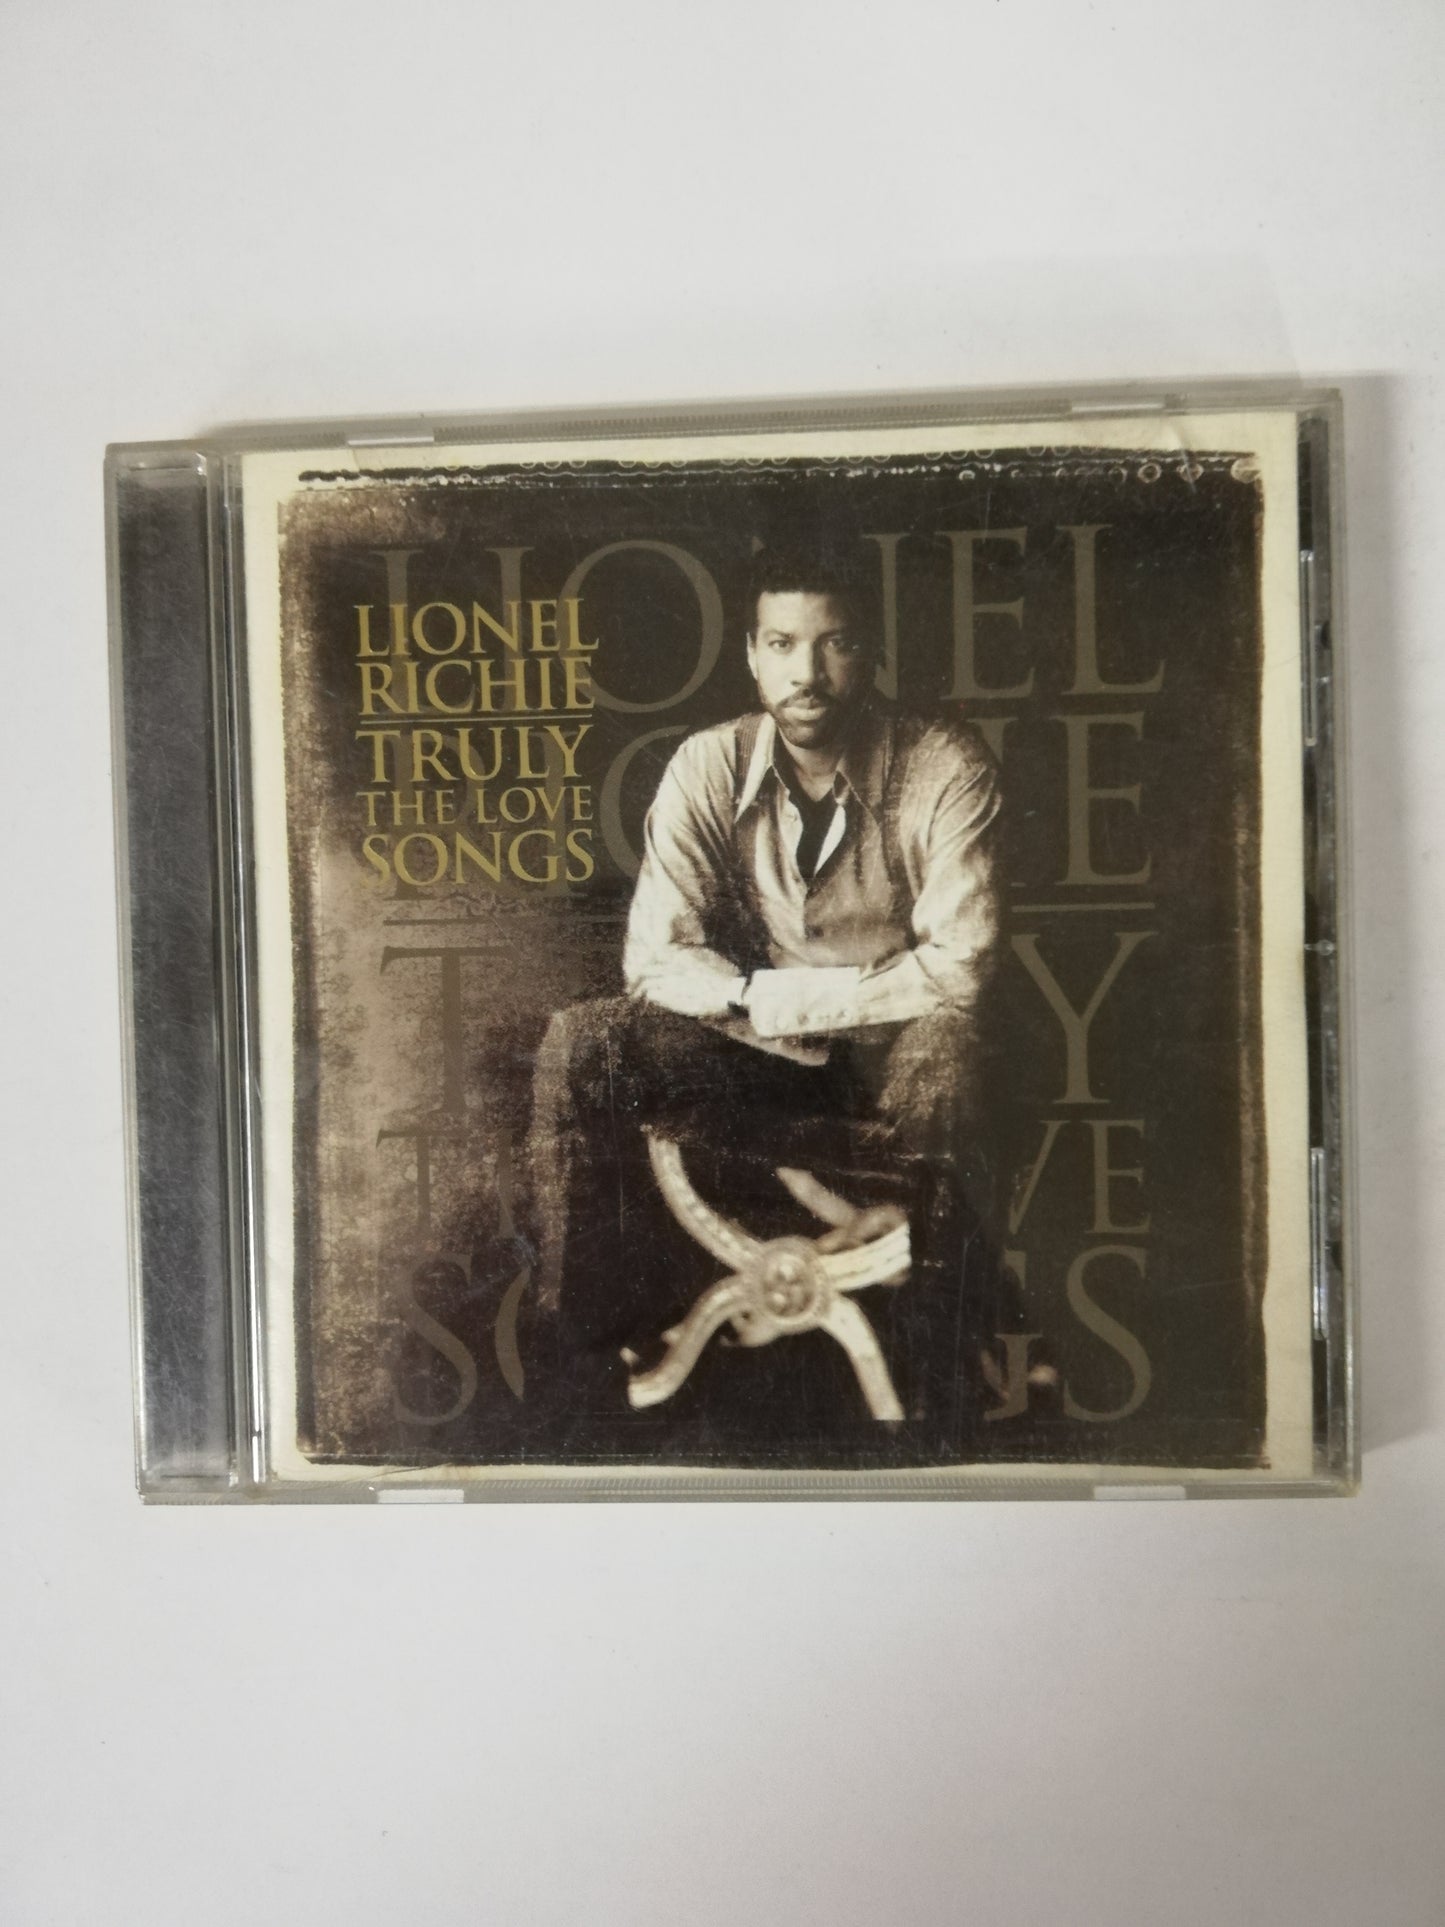 LIONEL
RICHIE
TRULY
THE LOVE
SONGS